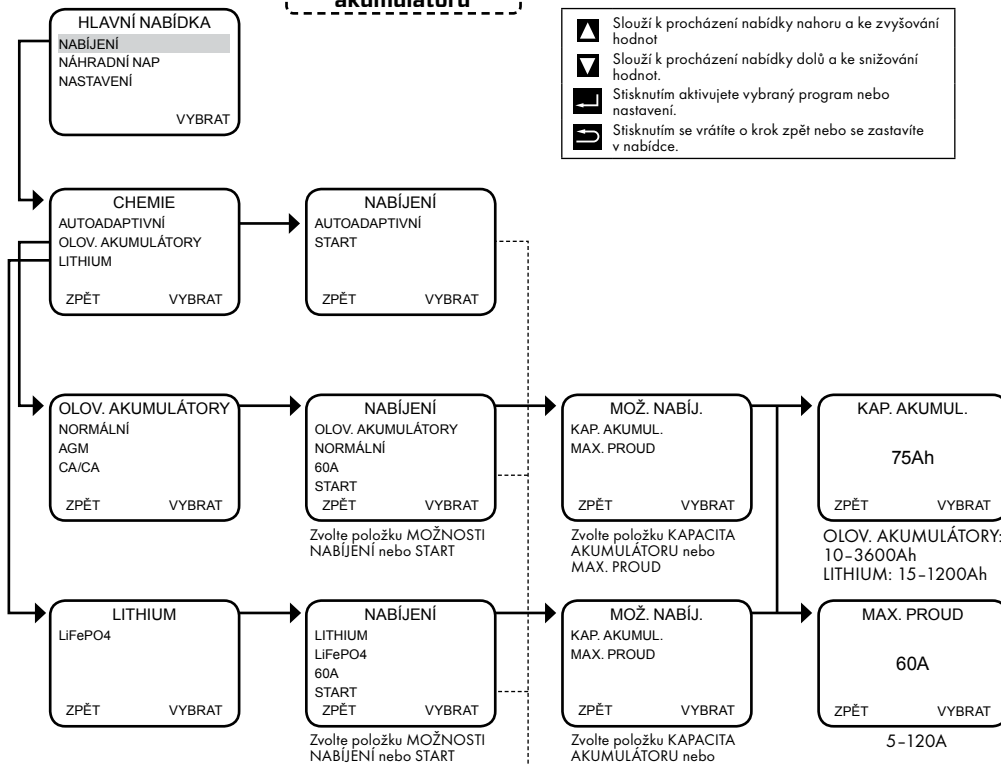 akumulátoru
HLAVNÍ NABÍDKA
NABÍJENÍ
NÁHRADNÍ NAP
NASTAVENÍ
VYBRAT
Slouží k procházení nabídky nahoru a ke zvyšování
hodnot
Slouží k procházení nabídky dolů a ke snižování
hodnot.
Stisknutím aktivujete vybraný program nebo
nastavení.
Stisknutím se vrátíte o krok zpět nebo se zastavíte
v nabídce.
CHEMIE
AUTOADAPTIVNÍ
OLOV. AKUMULÁTORY
LITHIUM
ZPĚT VYBRAT
NABÍJENÍ
AUTOADAPTIVNÍ
START
ZPĚT VYBRAT
OLOV. AKUMULÁTORY
NORMÁLNÍ
AGM
CA/CA
ZPĚT VYBRAT
NABÍJENÍ
OLOV. AKUMULÁTORY
NORMÁLNÍ
60A
START
ZPĚT VYBRAT
Zvolte položku MOŽNOSTI
NABÍJENÍ nebo START
MOŽ. NABÍJ.
KAP. AKUMUL.
MAX. PROUD
ZPĚT VYBRAT
Zvolte položku KAPACITA
AKUMULÁTORU nebo
MAX. PROUD
KAP. AKUMUL.
75Ah
ZPĚT VYBRAT
OLOV. AKUMULÁTORY:
10–3600Ah
LITHIUM: 15–1200Ah
LITHIUM
LiFePO4
ZPĚT VYBRAT
NABÍJENÍ
LITHIUM
LiFePO4
60A
START
ZPĚT VYBRAT
Zvolte položku MOŽNOSTI
NABÍJENÍ nebo START
MOŽ. NABÍJ.
KAP. AKUMUL.
MAX. PROUD
ZPĚT VYBRAT
Zvolte položku KAPACITA
AKUMULÁTORU nebo
MAX. PROUD
60A
ZPĚT VYBRAT
5–120A